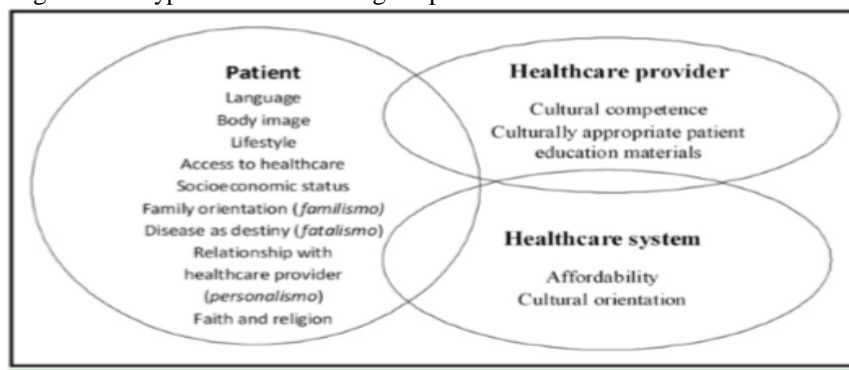 Patient
Language
Body image
Lifestyle
Access to healthcare
Socioeconomic status
Family orientation (familismo)
Disease as destiny (fatalismo)
Relationship with
healthcare provider
(personalismo)
Faith and religion
Healthcare provider
Cultural competence
Culturally appropriate patient
education materials
Healthcare system
Affordability
Cultural orientation